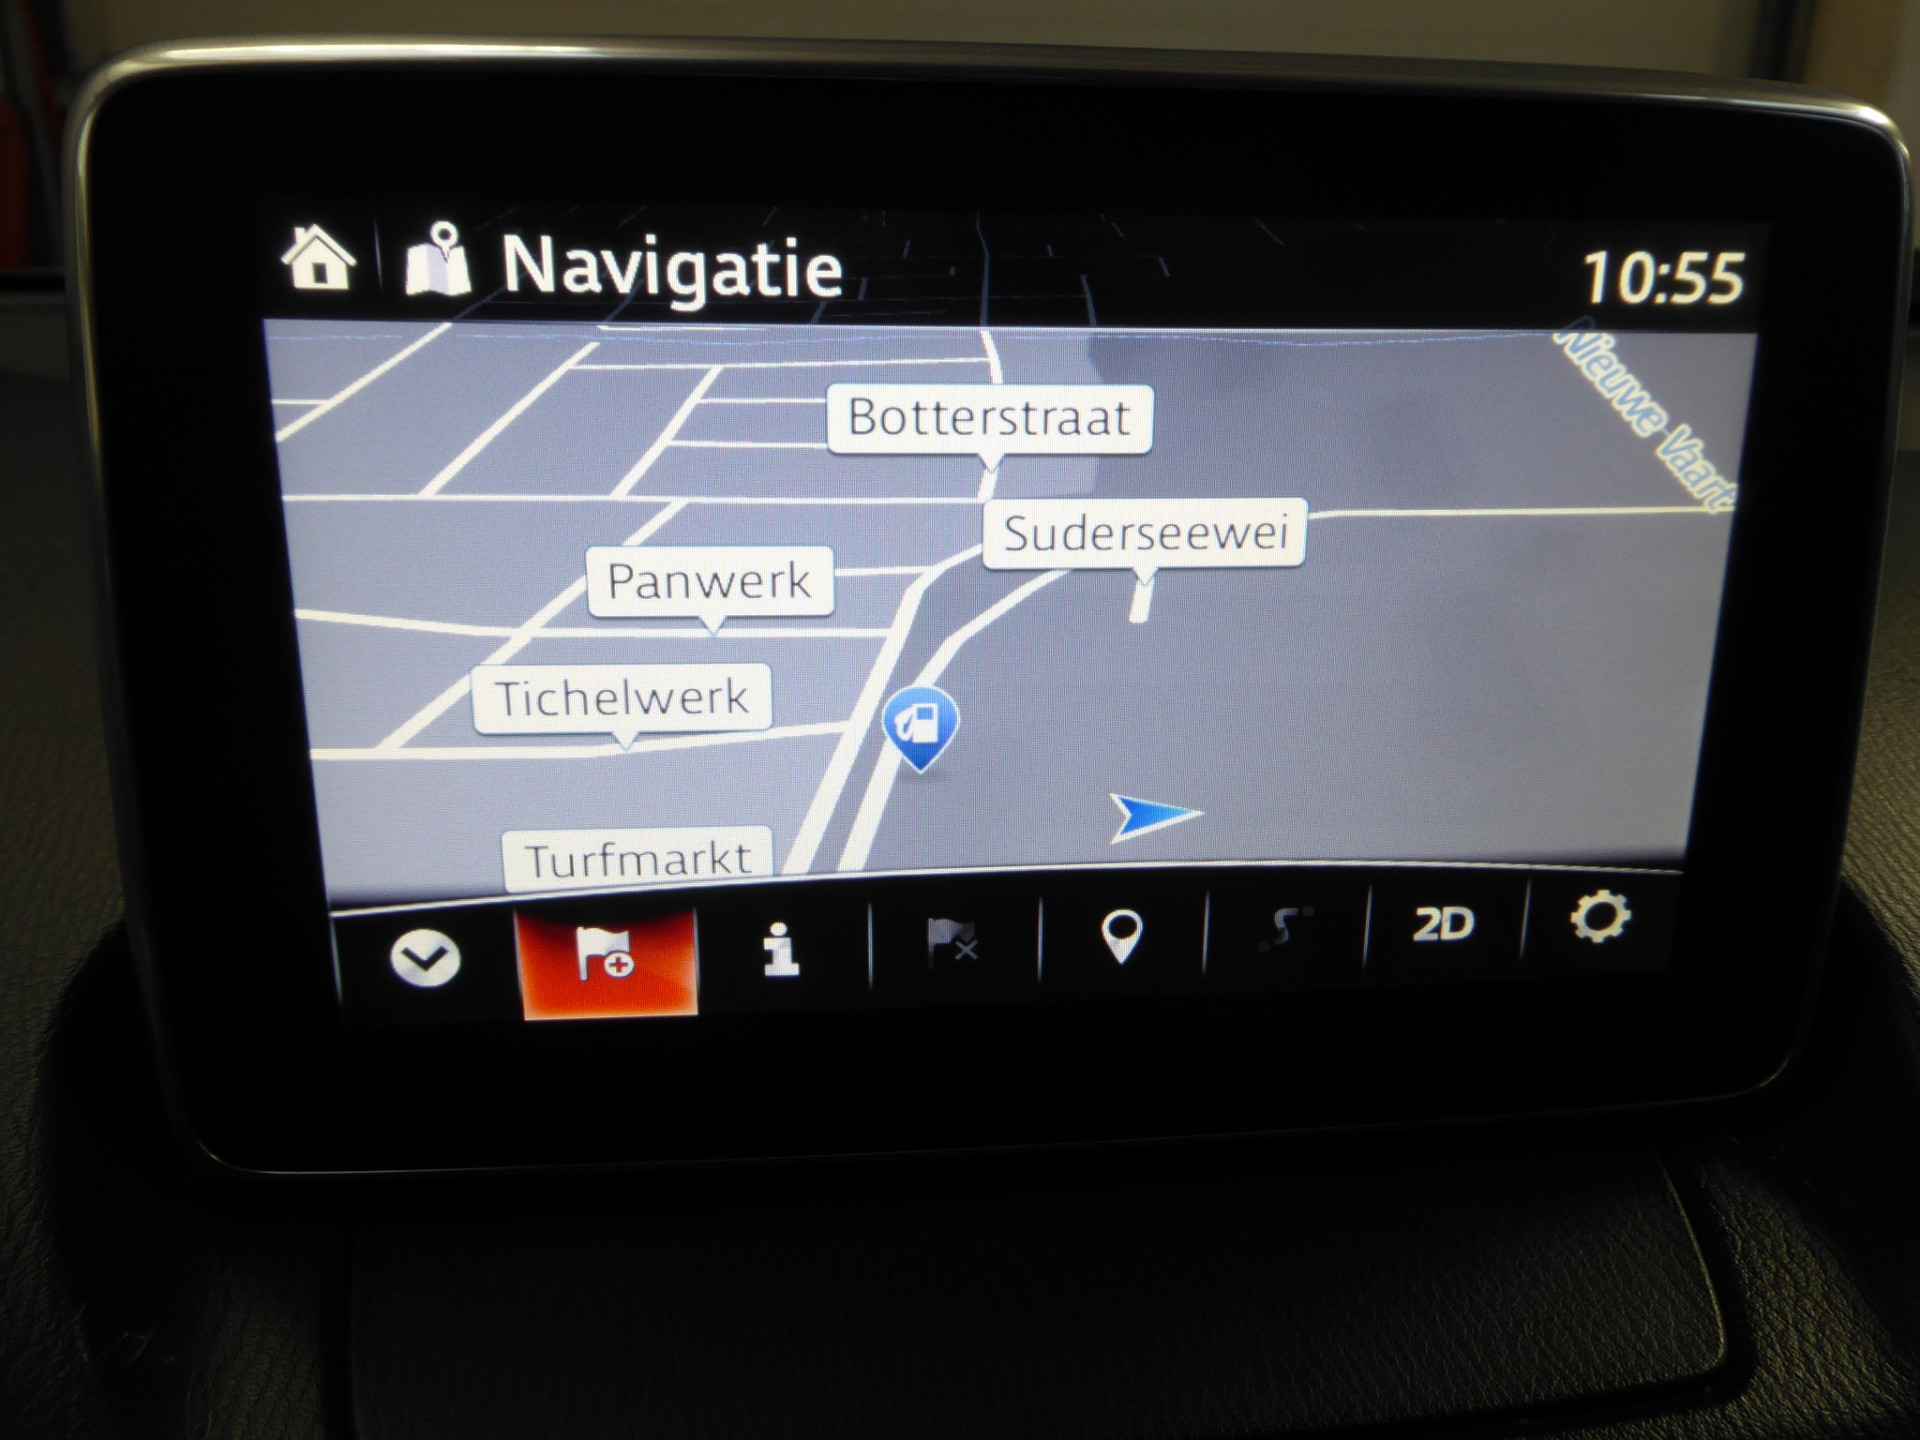 Navigatie
10:55
Nieuwe Vaart
Botterstraat
Suderseewei
Panwerk
Tichelwerk
Turfmarkt
2D